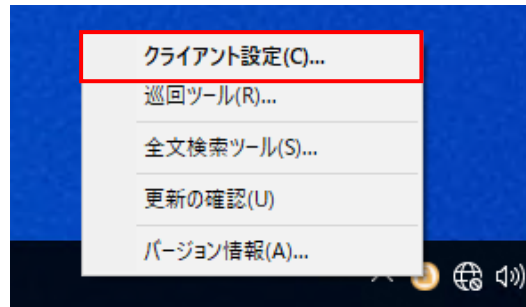 クライアント設定(C)...
巡回ツール(R)...
全文検索ツール(S)...
更新の確認(U)
バージョン情報(A)...